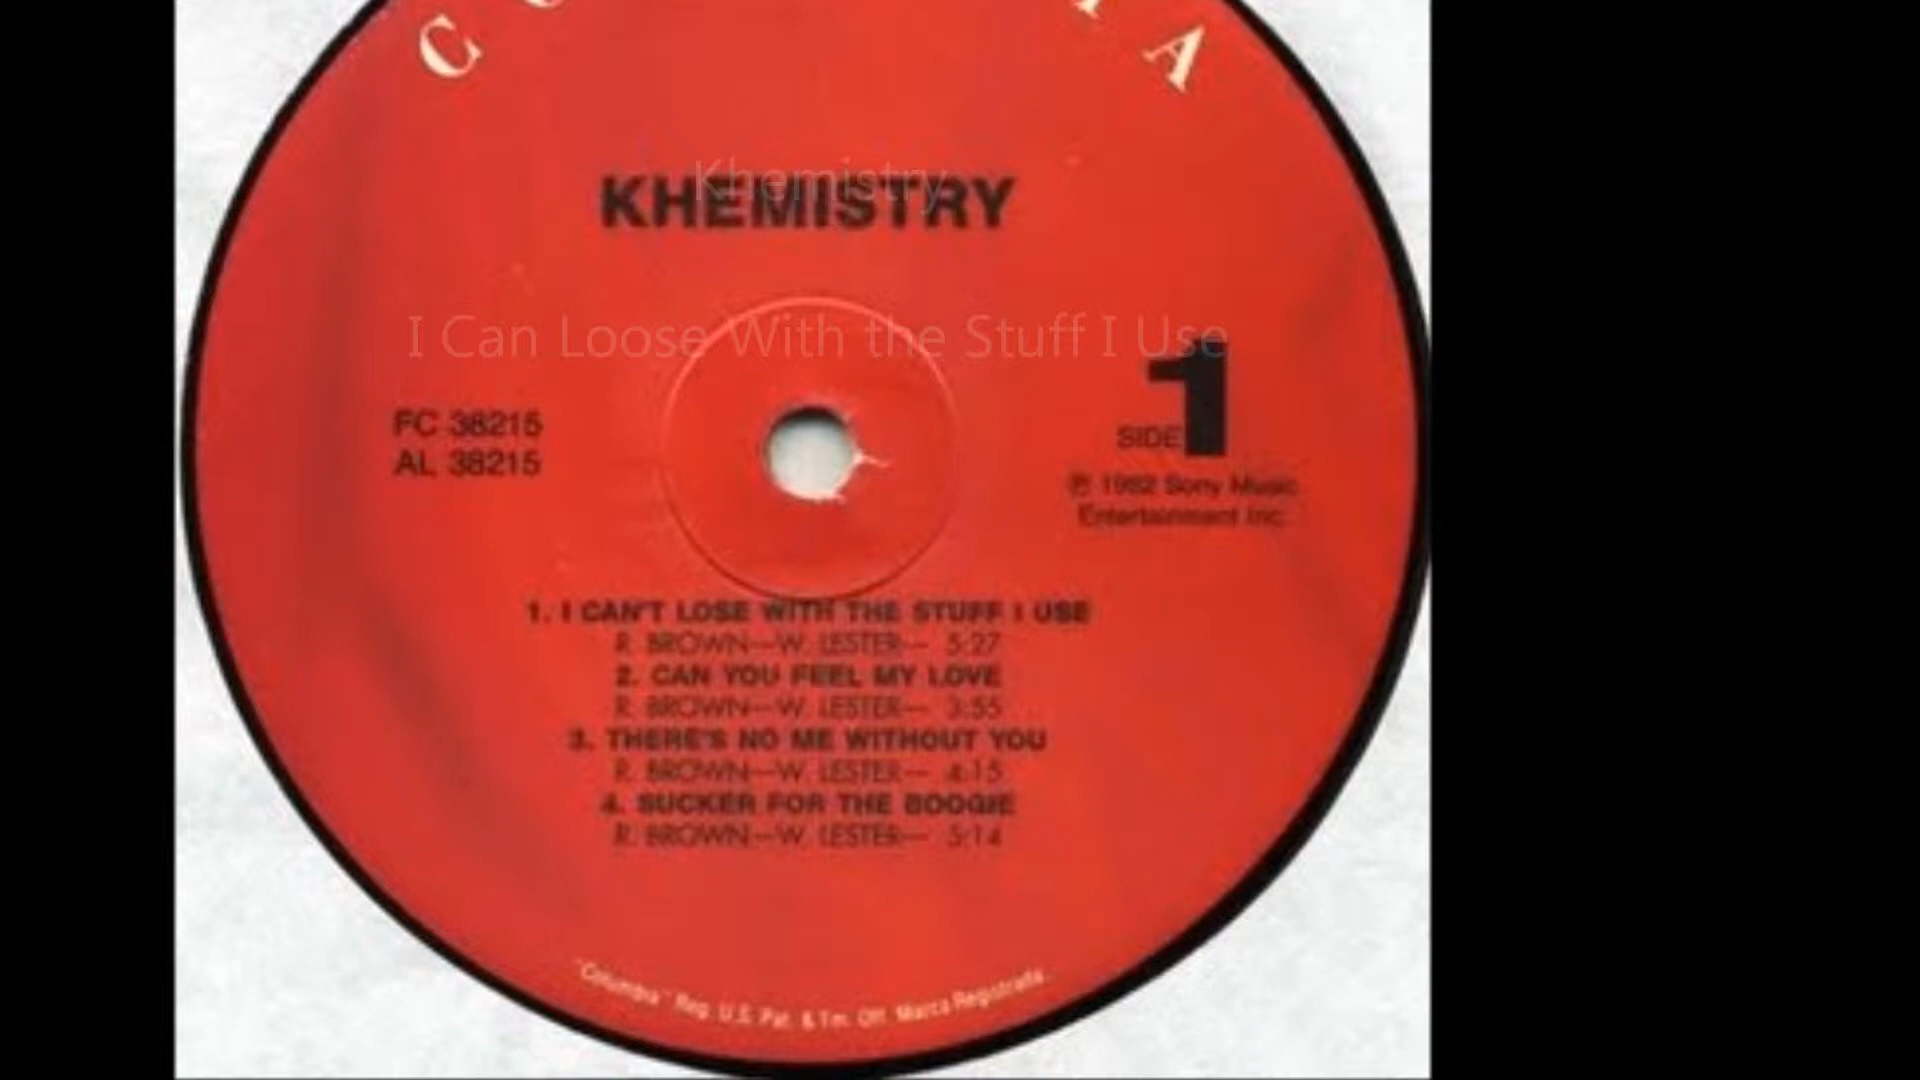 C
I A
Khemistry
KHEMISTRY
I Can Loose With the Stuff I Use
FC 38215
AL 38215
SIDE 1
℗ 1982 Sony Music
Entertainment Inc.
1. I CAN'T LOSE WITH THE STUFF I USE
R. BROWN—W. LESTER— 5:27
2. CAN YOU FEEL MY LOVE
R. BROWN—W. LESTER— 3:55
3. THERE'S NO ME WITHOUT YOU
R. BROWN—W. LESTER— 4:15
4. SUCKER FOR THE BOOGIE
R. BROWN—W. LESTER— 5:14
"Columbia" Reg. U.S. Pat. & Tm. Off. Marca Registrada.